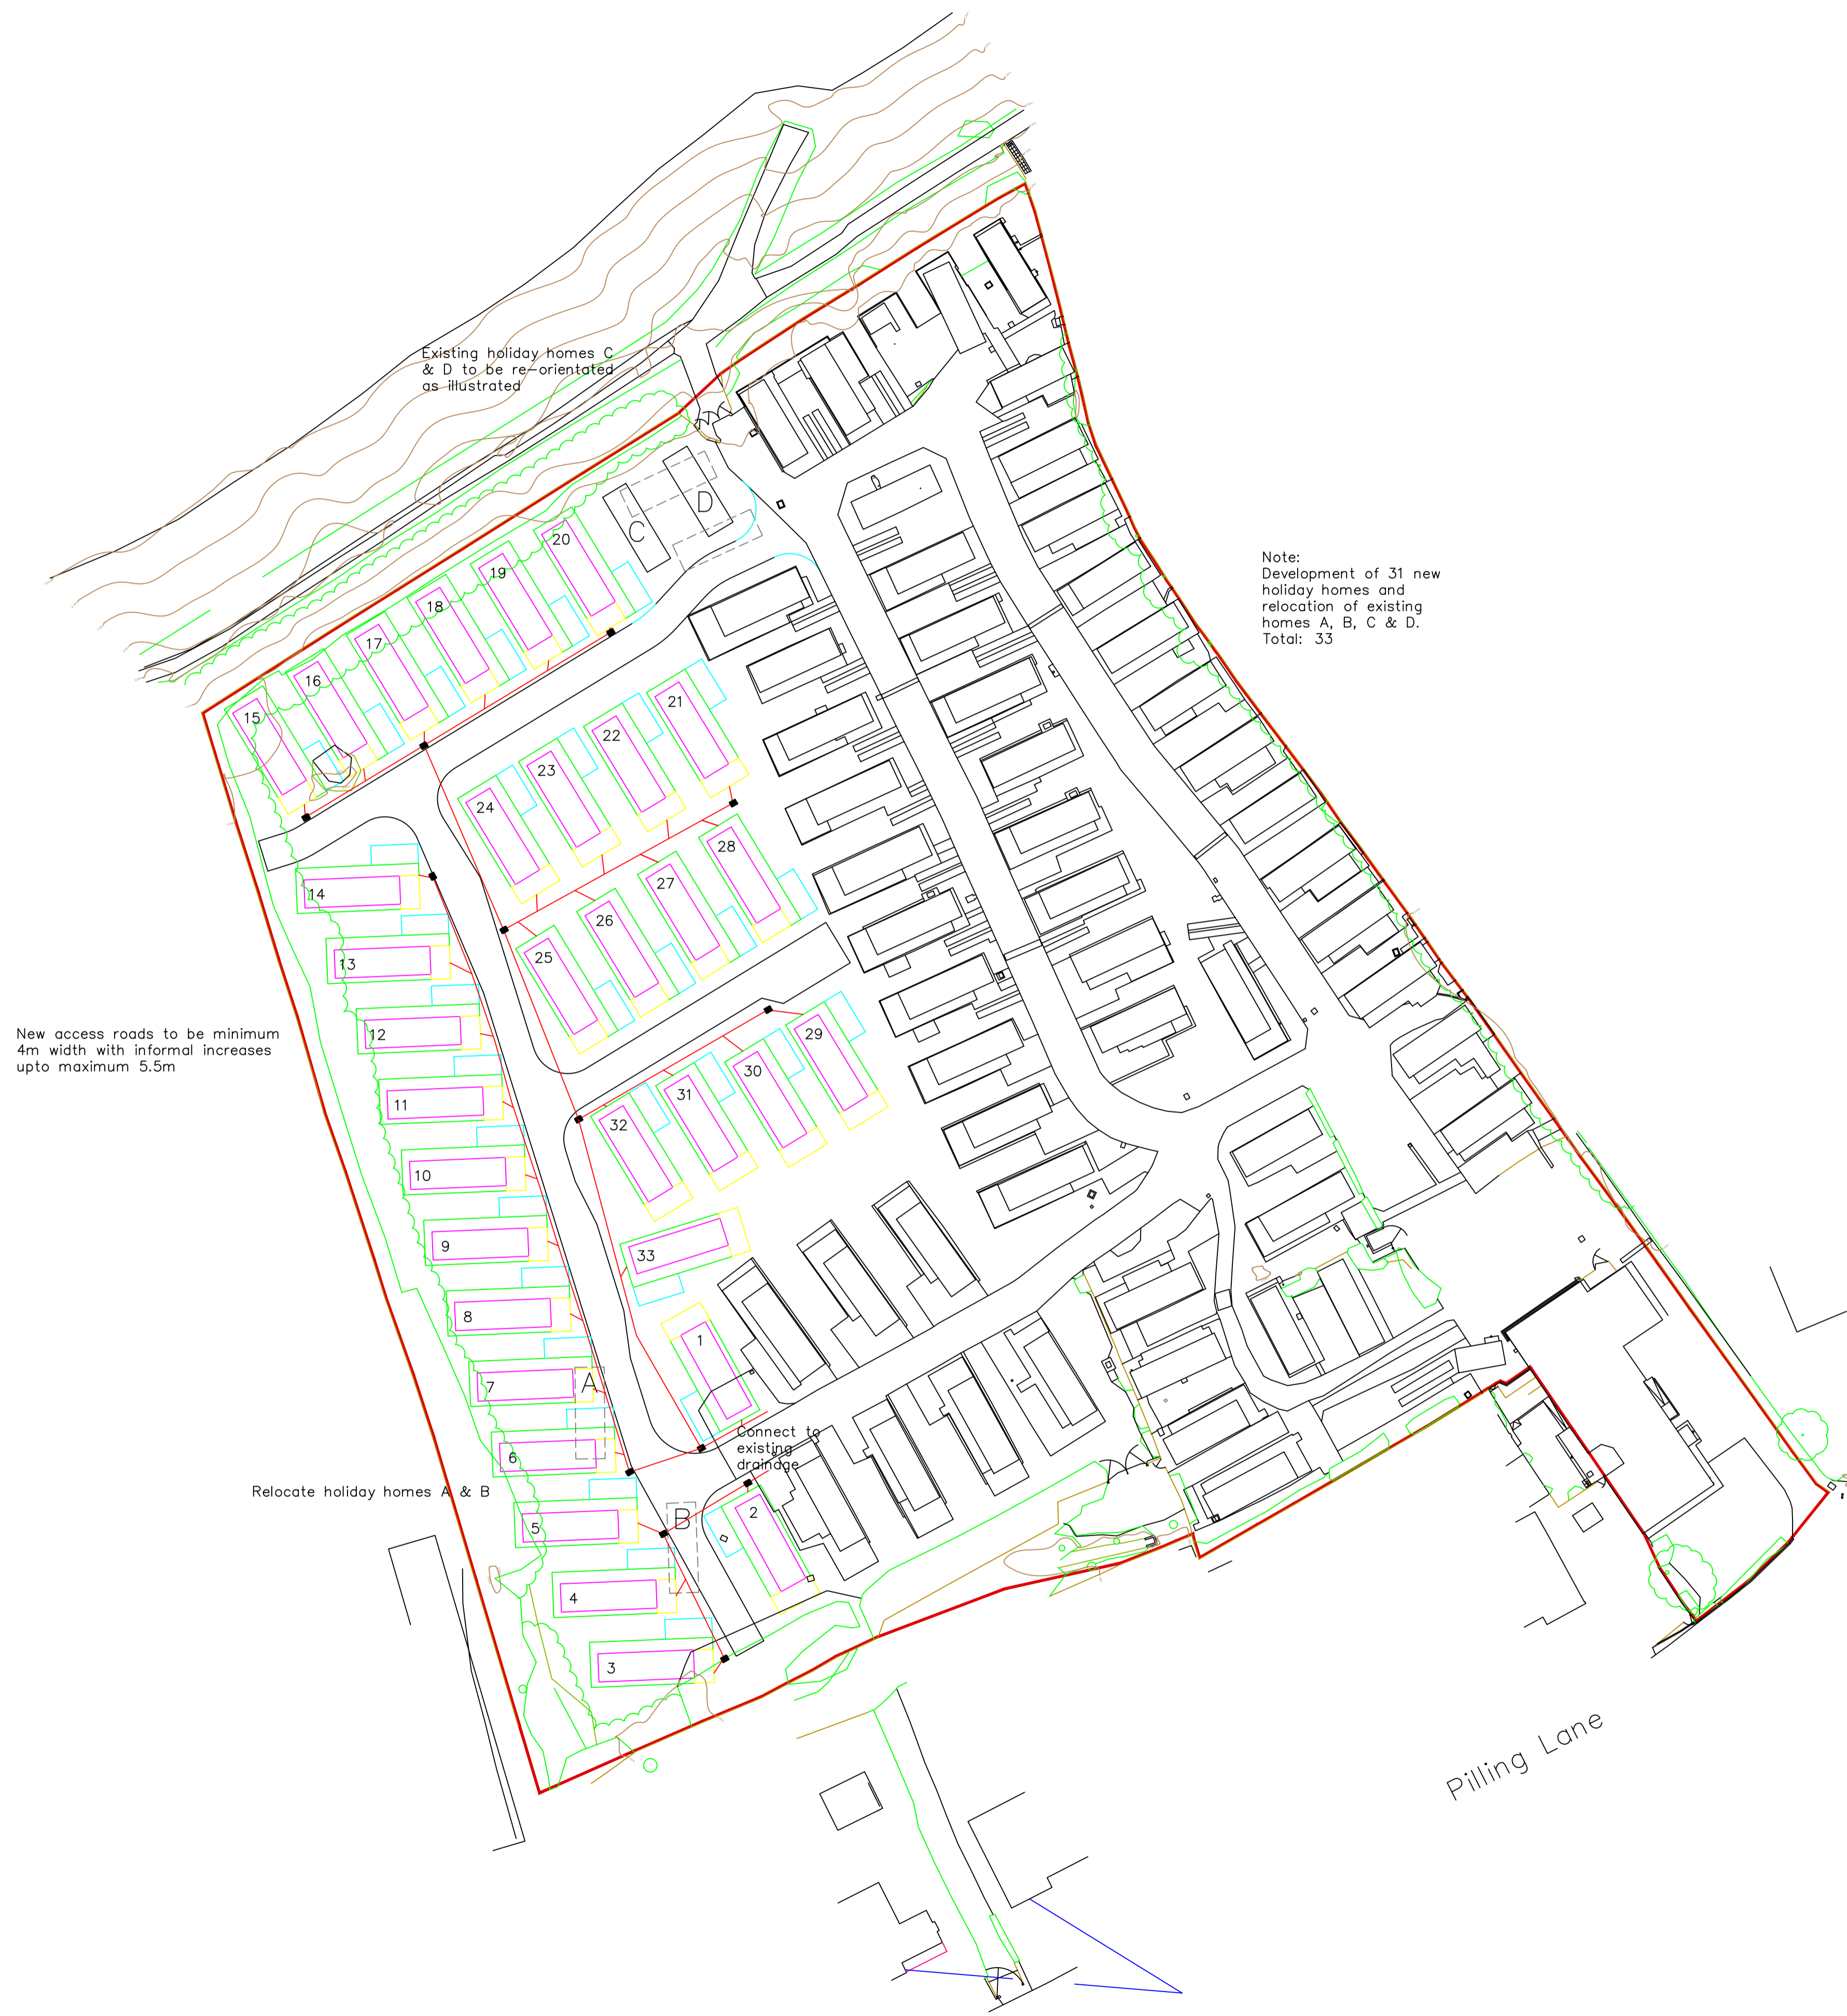 Existing holiday homes C
& D to be re-orientated
as illustrated
D
C
20
19
18
17
16
15
Note:
Development of 31 new
holiday homes and
relocation of existing
homes A, B, C & D.
Total: 33
21
22
23
24
28
27
26
25
14
13
12
11
10
9
8
7
6
5
4
3
New access roads to be minimum
4m width with informal increases
upto maximum 5.5m
29
30
31
32
33
1
A
Connect to
existing
drainage
Relocate holiday homes A & B
B
2
Pilling Lane